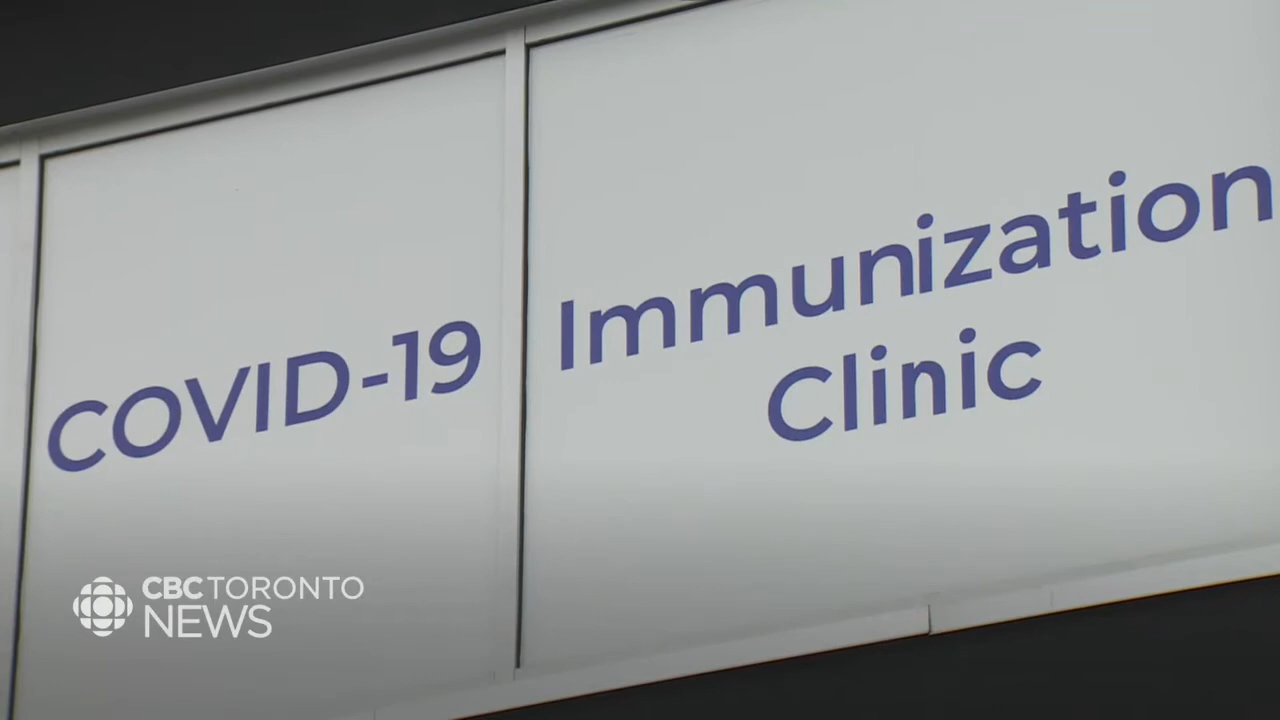 COVID-19
Immunization
Clinic
CBC TORONTO
NEWS